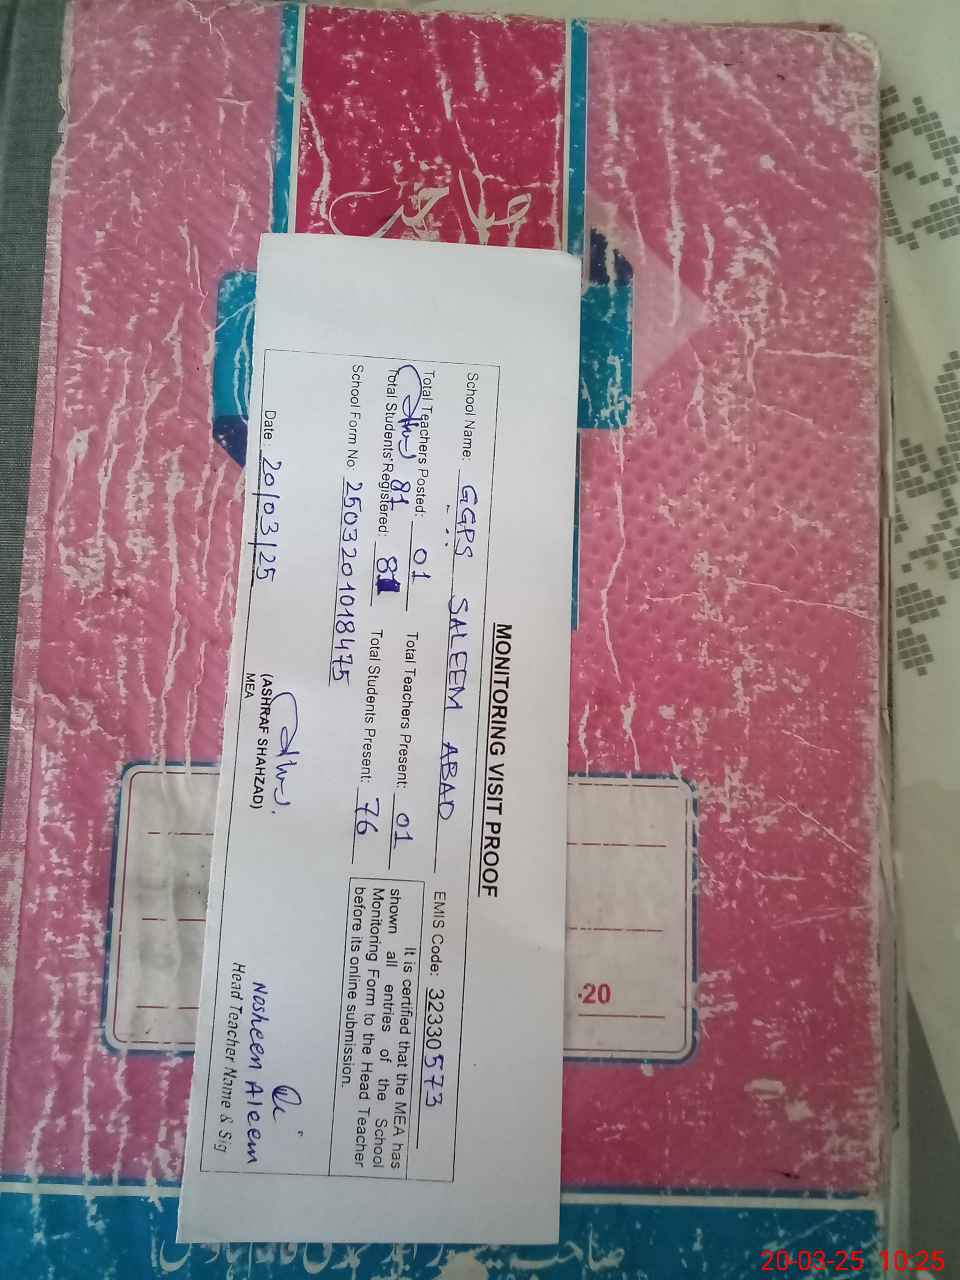 MONITORING VISIT PROOF
School Name: GGPS SALEEM ABAD EMIS Code: 32330573
Total Teachers Posted: 01 Total Teachers Present: 01
81
Total Students' Registered: 81 Total Students Present: 76
School Form No: 2503201018475
It is certified that the MEA has
shown all entries of the School
Monitoring Form to the Head Teacher
before its online submission.
Date: 20/03/25
(ASHRAF SHAHZAD)
MEA
Nosheen Aleem
Head Teacher Name & Sig
20
20-03-25 10:25